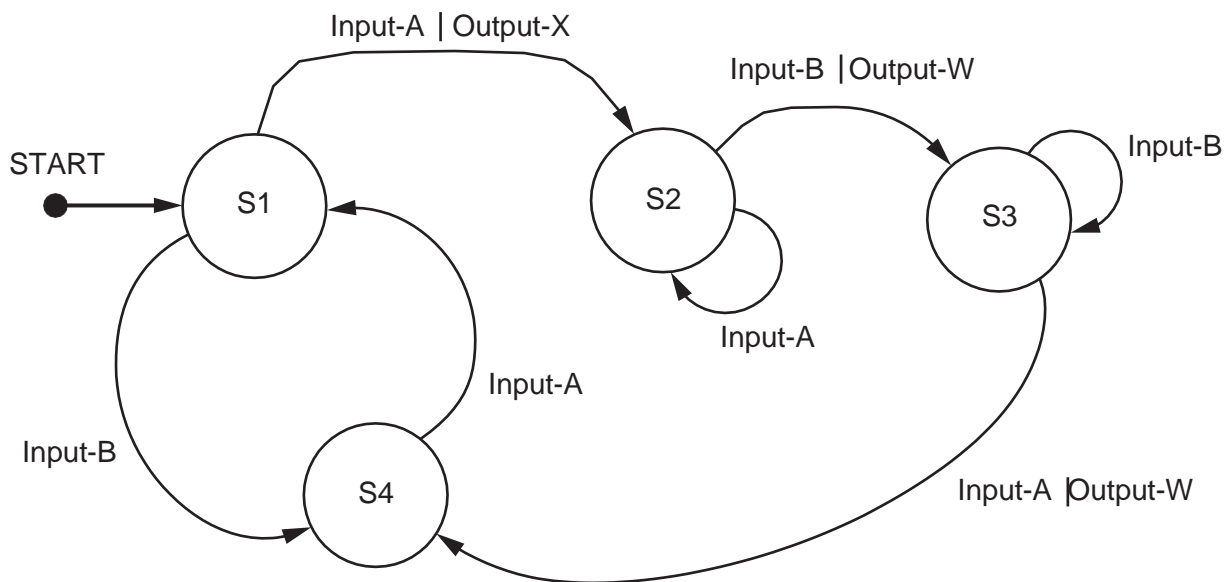 Input-A | Output-X
Input-B | Output-W
START
S1
S2
S3
Input-B
Input-A
Input-A
Input-B
S4
Input-A | Output-W